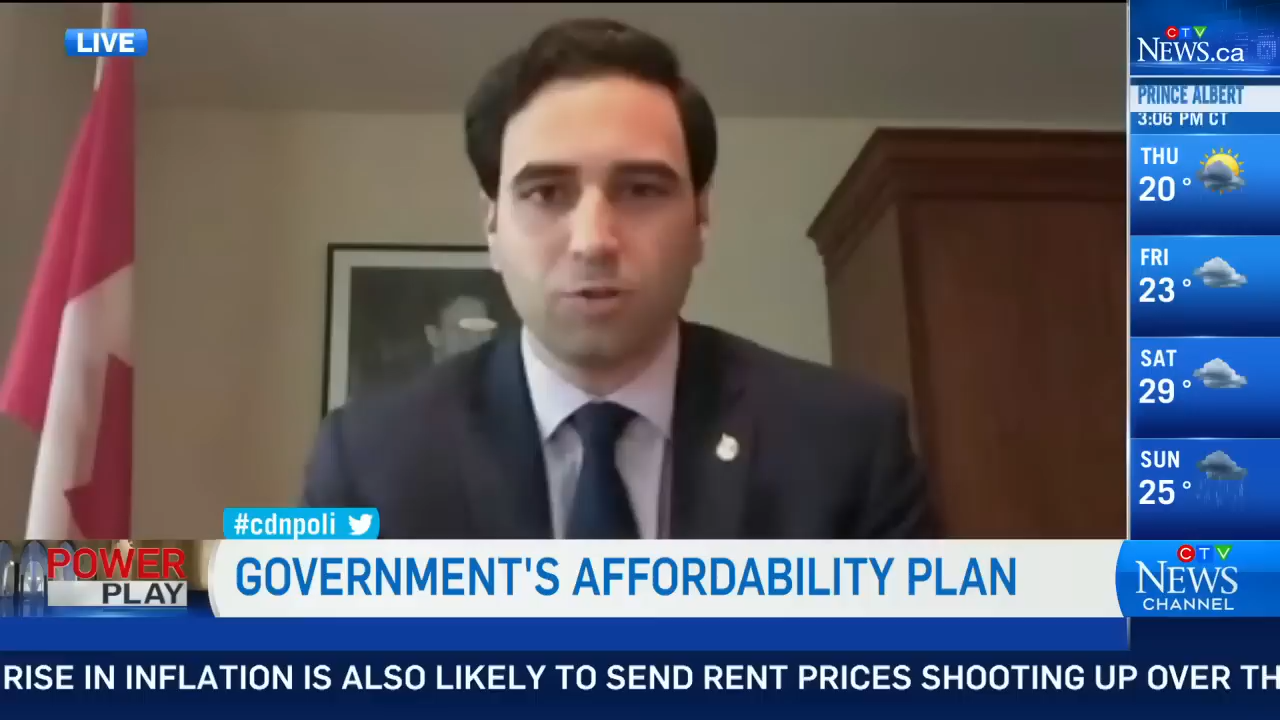 LIVE
CTV
NEWS.ca
PRINCE ALBERT
3:06 PM CT
THU
20°
FRI
23°
SAT
29°
SUN
25°
#cdnpoli
POWER
PLAY
GOVERNMENT'S AFFORDABILITY PLAN
CTV
NEWS
CHANNEL
RISE IN INFLATION IS ALSO LIKELY TO SEND RENT PRICES SHOOTING UP OVER TH